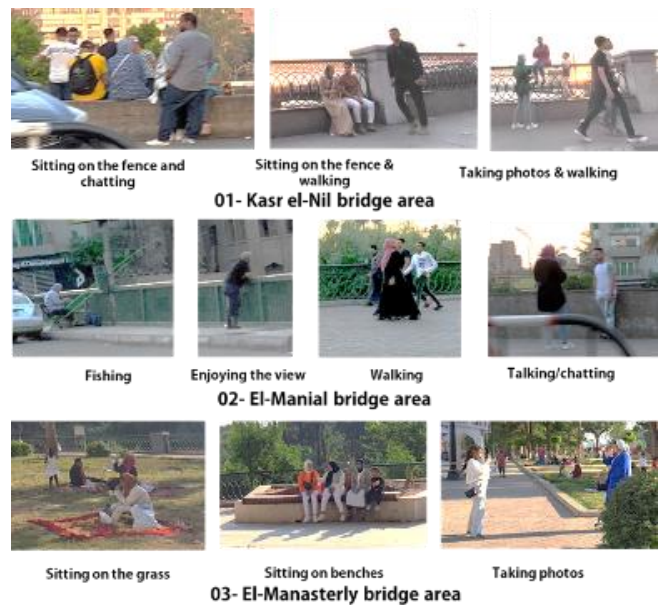 Sitting on the fence and
chatting
Sitting on the fence &
walking
Taking photos & walking
01- Kasr el-Nil bridge area
Fishing
Enjoying the view
Walking
Talking/chatting
02- El-Manial bridge area
Sitting on the grass
Sitting on benches
Taking photos
03- El-Manasterly bridge area